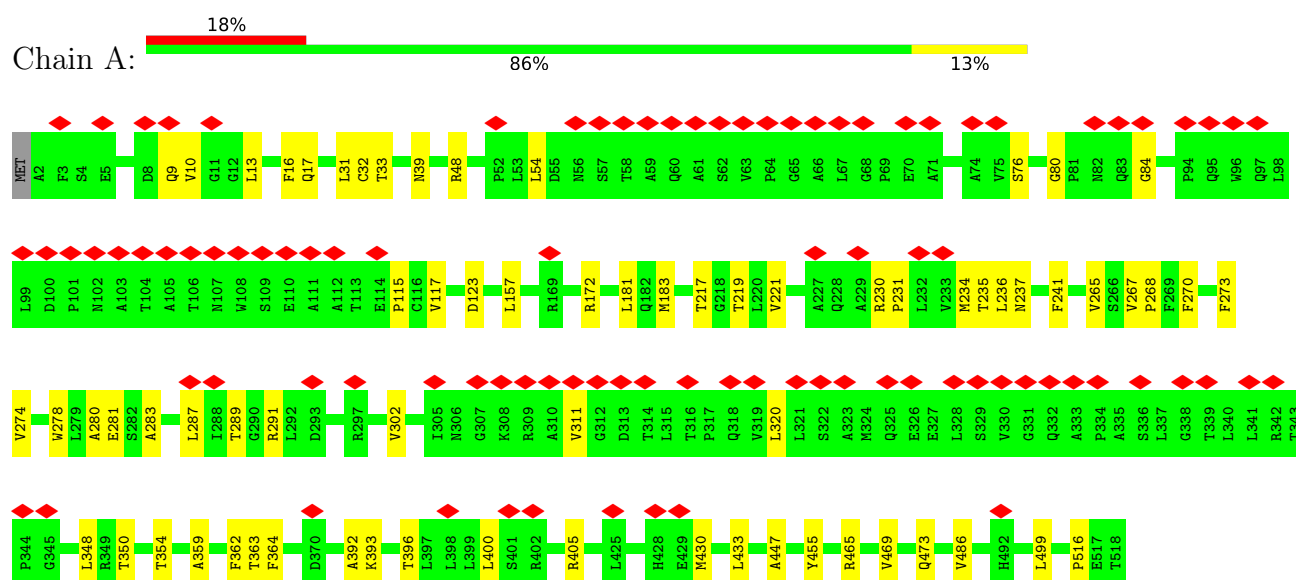 18%
Chain A:
86% 13%
MET A2 F3 S4 E5 D8 Q9 V10 G11 G12 L13 F16 Q17 L31 C32 T33 N39 R48 P52 L53 L54 D55 N56 S57 T58 A59 Q60 A61 S62 V63 P64 G65 A66 L67 G68 P69 E70 A71 A74 V75 S76 G80 P81 N82 Q83 G84 P94 Q95 W96 Q97 L98
L99 D100 P101 N102 A103 T104 A105 T106 N107 W108 S109 E110 A111 A112 T113 E114 P115 C116 V117 D123 L157 R169 R172 L181 Q182 M183 T217 G218 T219 L220 V221 A227 Q228 A229 R230 P231 L232 V233 M234 T235 L236 N237 F241 V265 S266 V267 P268 F269 F270 F273
V274 W278 L279 A280 E281 S282 A283 L287 I288 T289 G290 R291 L292 D293 R297 V302 I305 N306 G307 K308 R309 A310 V311 G312 D313 T314 L315 T316 P317 Q318 V319 L320 L321 S322 A323 M324 Q325 E326 E327 L328 S329 V330 G331 Q332 A333 P334 A335 S336 L337 G338 T339 L340 L341 R342 T343
P344 G345 L348 R349 T350 T354 A359 F362 T363 F364 D370 A392 K393 T396 L397 L398 L399 L400 S401 R402 R405 L425 H428 E429 M430 L433 A447 Y455 R465 V469 Q473 V486 H492 L499 P516 E517 T518